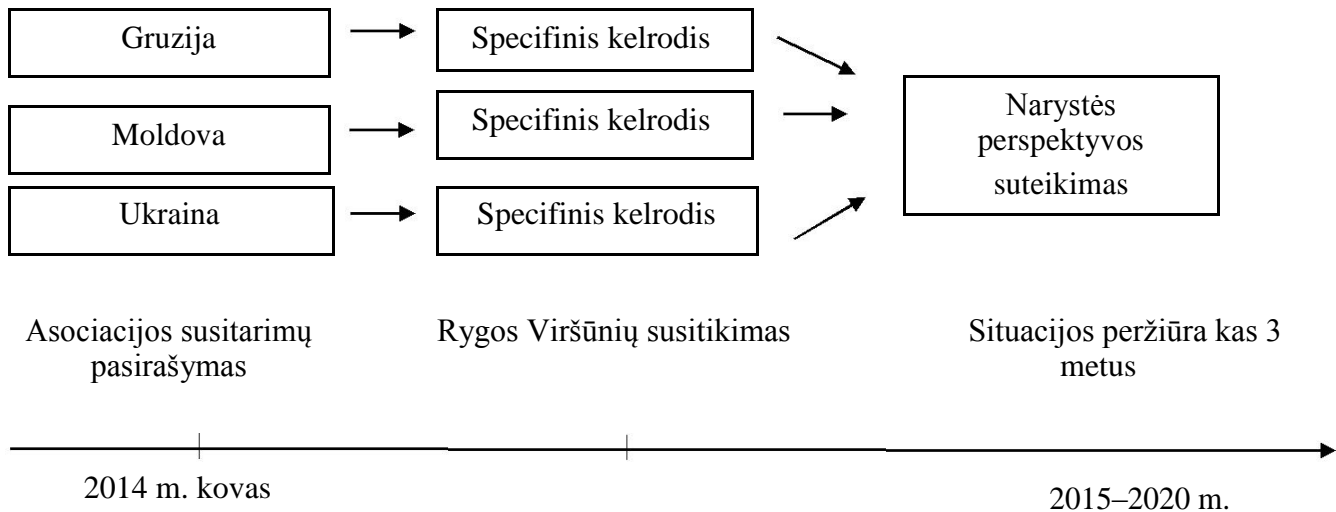 Gruzija
Specifinis kelrodis
Moldova
Specifinis kelrodis
Ukraina
Specifinis kelrodis
Narystės
perspektyvos
suteikimas
Asociacijos susitarimų
pasirašymas
Rygos Viršūnių susitikimas
Situacijos peržiūra kas 3
metus
2014 m. kovas
2015–2020 m.